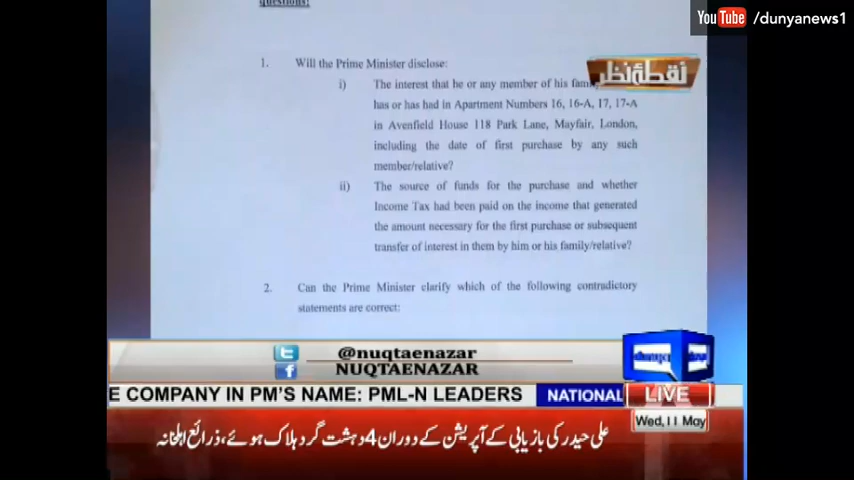 YouTube /dunyanews1
questions:
نقطۂ نظر
1. Will the Prime Minister disclose:
i) The interest that he or any member of his
has or has had in Apartment Numbers 16, 16-A, 17, 17-A
in Avenfield House 118 Park Lane, Mayfair, London,
including the date of first purchase by any such
member/relative?
ii) The source of funds for the purchase and whether
Income Tax had been paid on the income that generated
the amount necessary for the first purchase or subsequent
transfer of interest in them by him or his family/relative?
2. Can the Prime Minister clarify which of the following contradictory
statements are correct:
@nuqtaenazar
NUQTAENAZAR
E COMPANY IN PM'S NAME: PML-N LEADERS NATIONAL
LIVE
Wed,11 May
علی حیدر کی بازیابی کے آپریشن کے دوران 4 دہشت گرد ہلاک ہوئے، ذرائع اہلخانہ